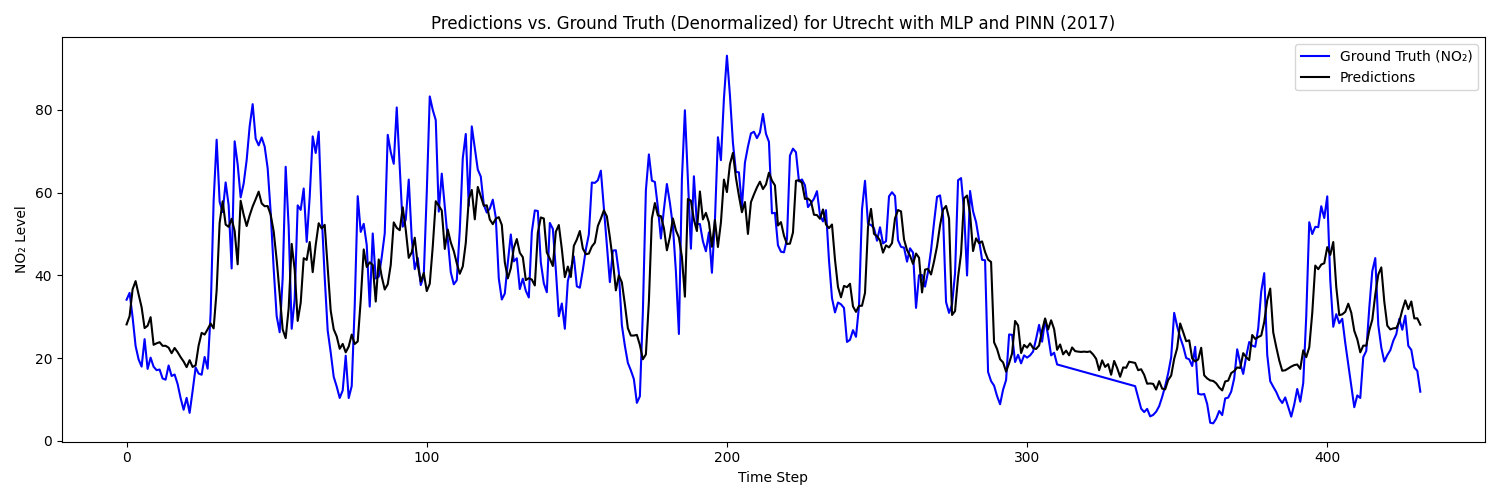 Predictions vs. Ground Truth (Denormalized) for Utrecht with MLP and PINN (2017)
Ground Truth (NO₂)
Predictions
NO₂ Level
80
60
40
20
0
0 100 200 300 400
Time Step